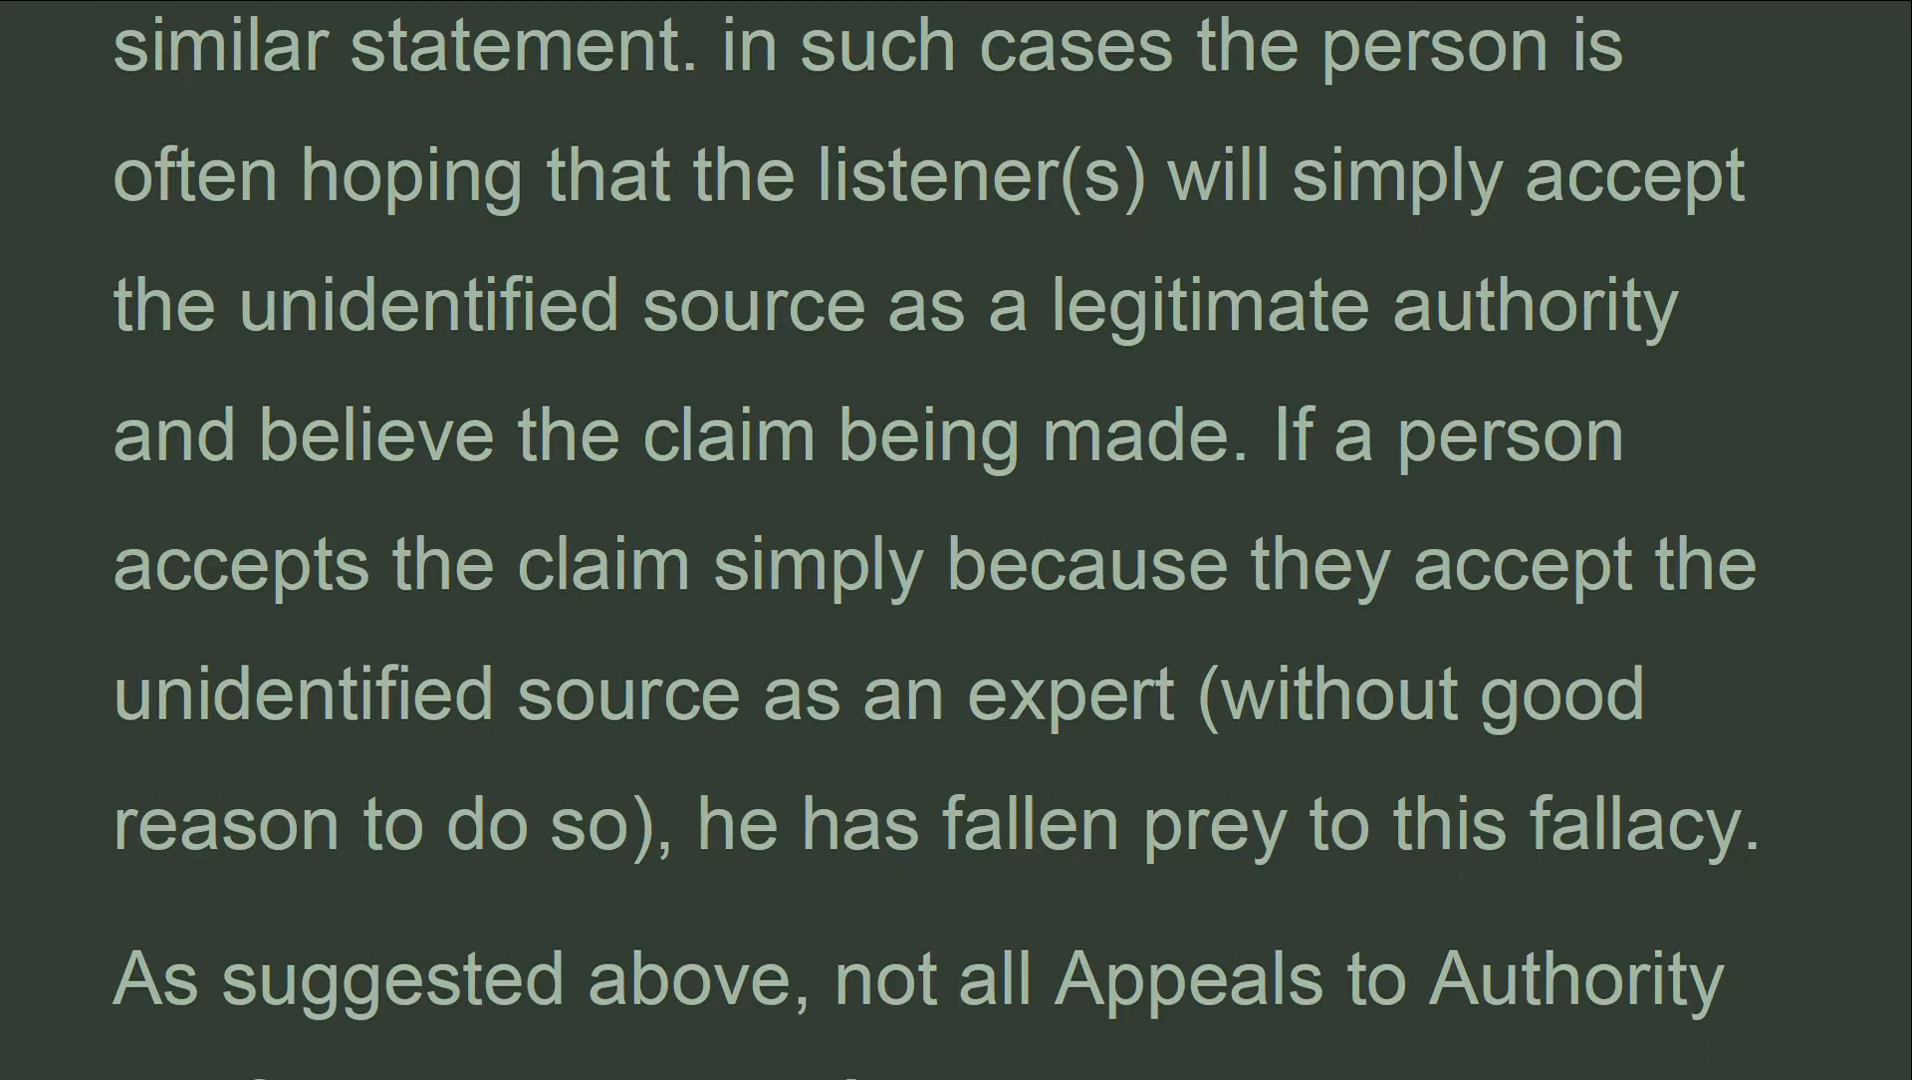 similar statement. in such cases the person is
often hoping that the listener(s) will simply accept
the unidentified source as a legitimate authority
and believe the claim being made. If a person
accepts the claim simply because they accept the
unidentified source as an expert (without good
reason to do so), he has fallen prey to this fallacy.
As suggested above, not all Appeals to Authority